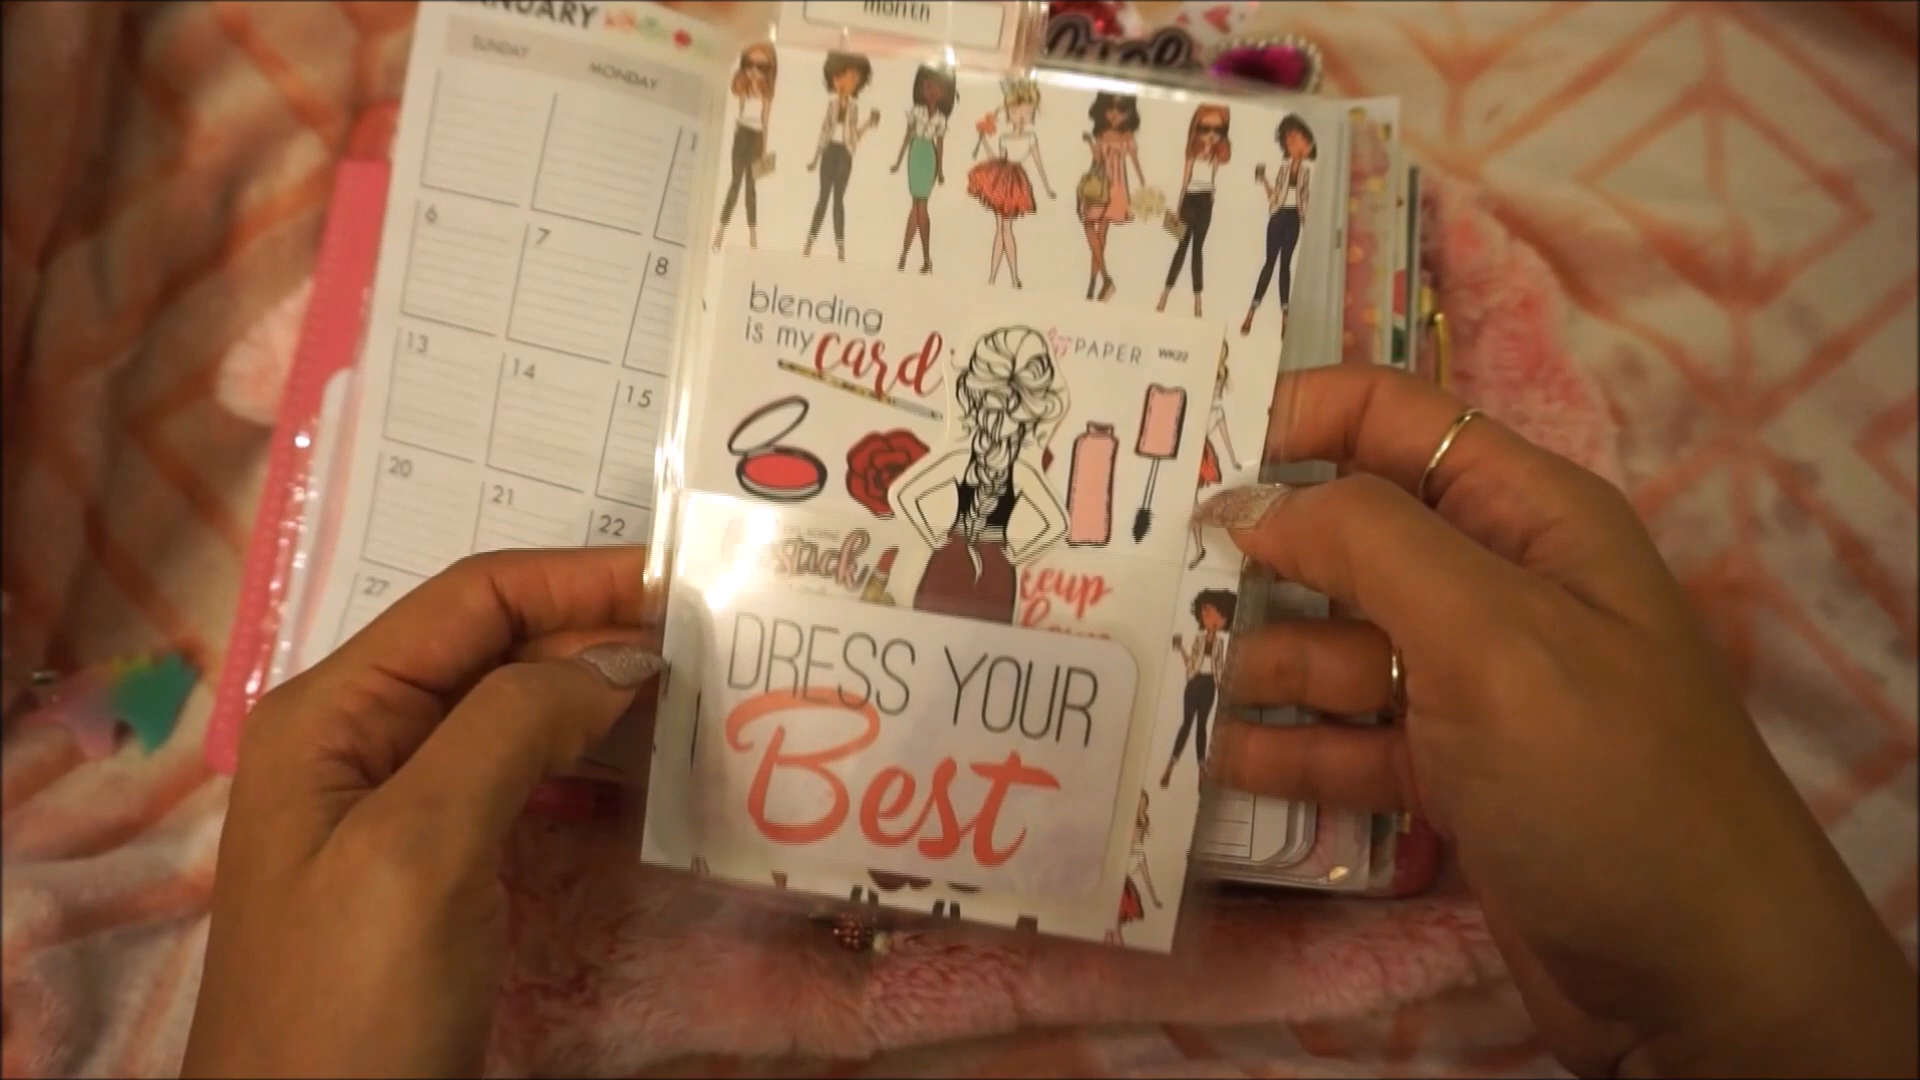 month
SUNDAY
MONDAY
1
6
7
8
13
14
15
20
21
22
27
blending
is my card
PAPER WK22
DRESS YOUR
Best